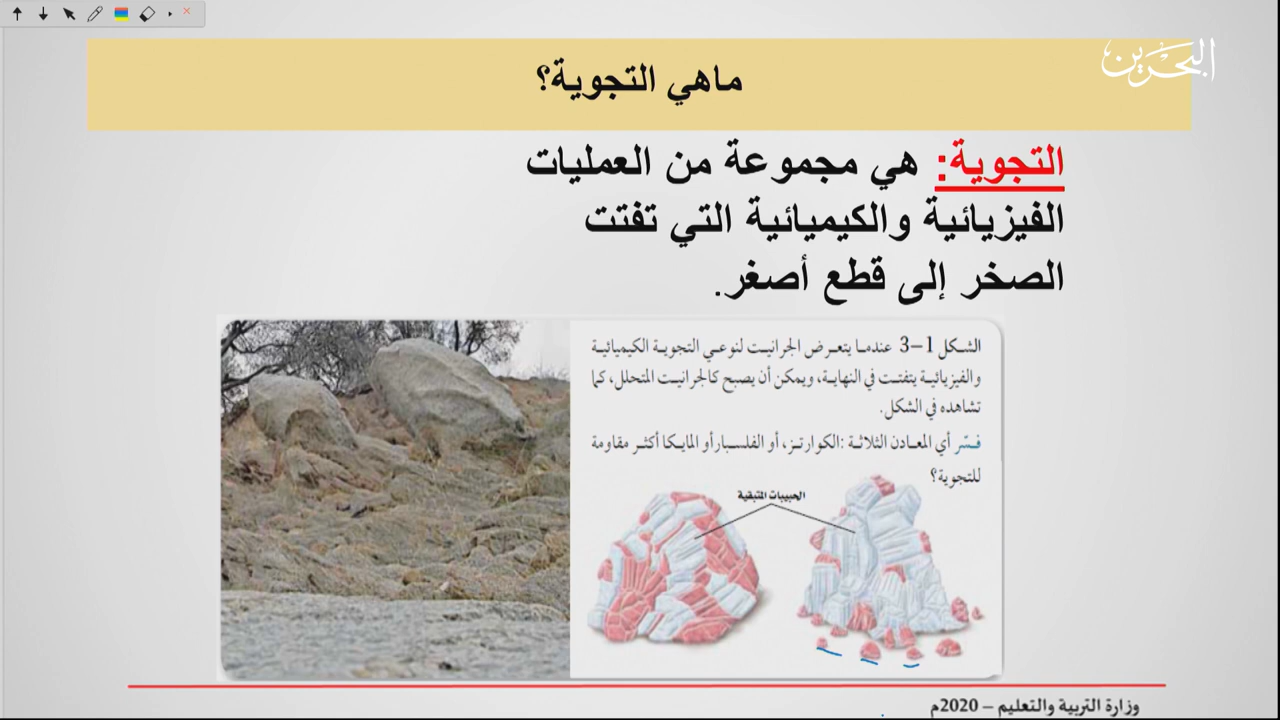 البحرين
ماهي التجوية؟
التجوية: هي مجموعة من العمليات
الفيزيائية والكيميائية التي تفتت
الصخر إلى قطع أصغر.
الشكل 1–3 عندما يتعرض الجرانيت لنوعي التجوية الكيميائية
والفيزيائية يتفتت في النهاية، ويمكن أن يصبح كالجرانيت المتحلل، كما
تشاهده في الشكل.
فسّر أي المعادن الثلاثة :الكوارتز، أو الفلسبار أو المايكا أكثر مقاومة
للتجوية؟
الحبيبات المتبقية
وزارة التربية والتعليم – 2020م